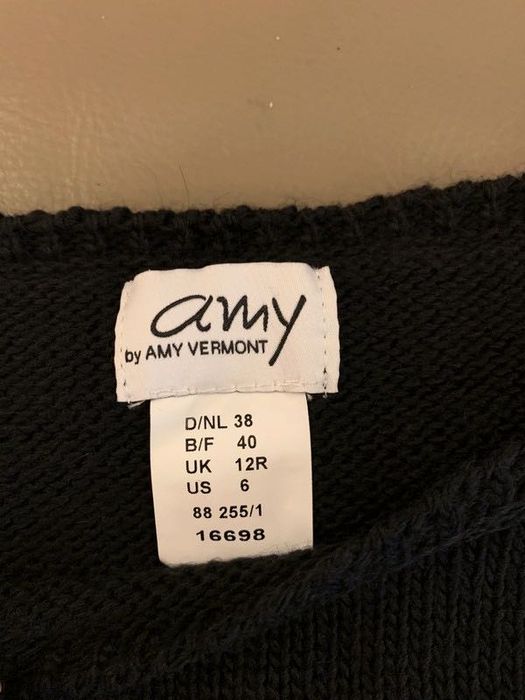 amy
by AMY VERMONT
D/NL 38
B/F 40
UK 12R
US 6
88 255/1
16698